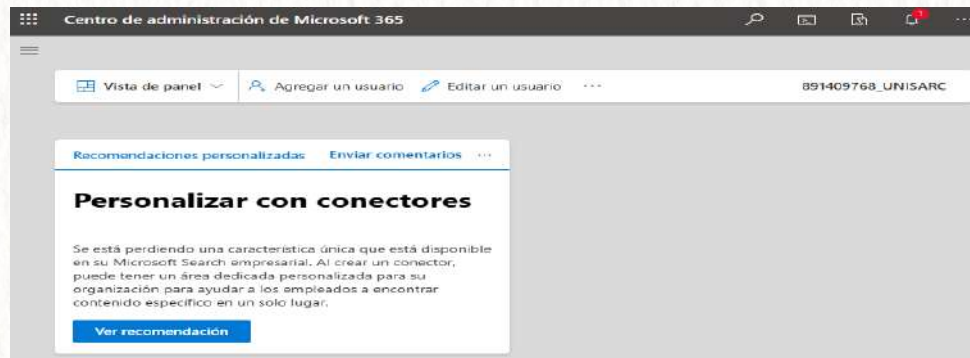 Centro de administración de Microsoft 365
Vista de panel Agregar un usuario Editar un usuario ··· 891409768_UNISARC
Recomendaciones personalizadas Enviar comentarios ···
Personalizar con conectores
Se está perdiendo una característica única que está disponible
en su Microsoft Search empresarial. Al crear un conector,
puede tener un área dedicada personalizada para su
organización para ayudar a los empleados a encontrar
contenido específico en un solo lugar.
Ver recomendación